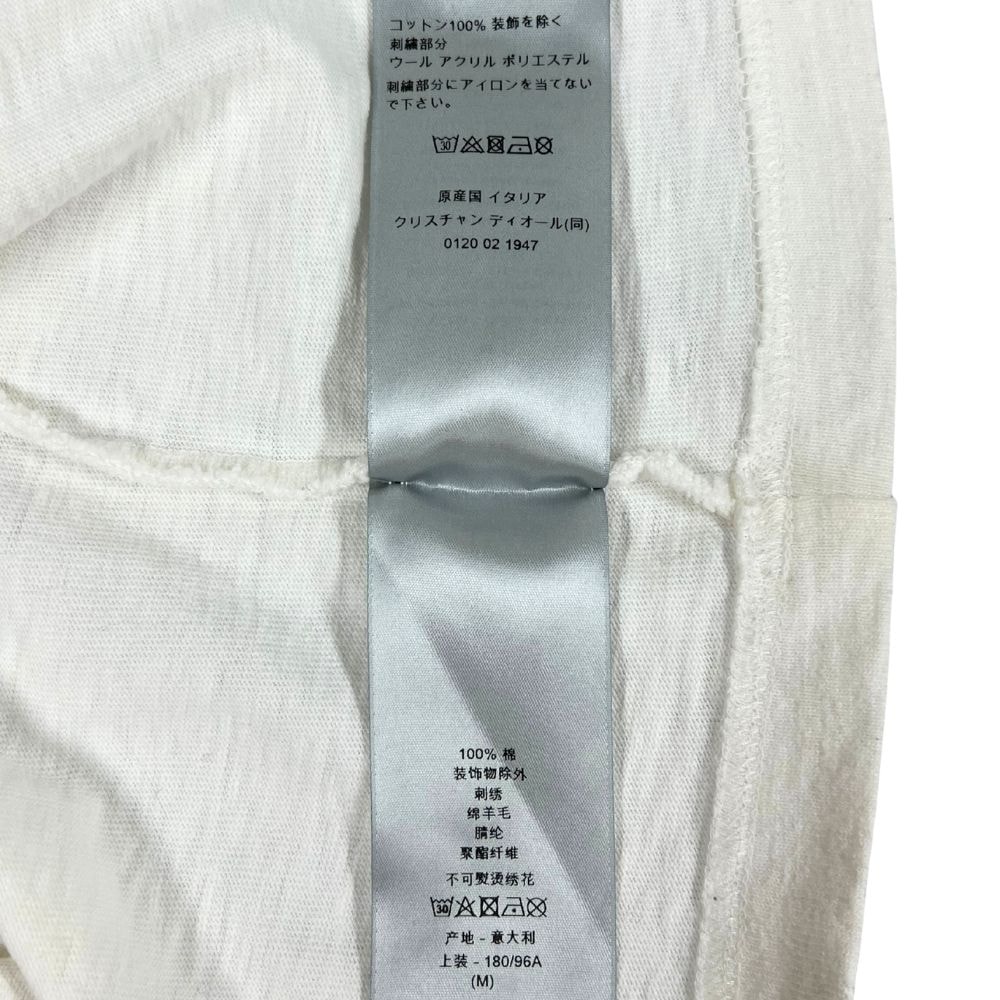 コットン100% 装飾を除く
刺繍部分
ウール アクリル ポリエステル
刺繍部分にアイロンを当てない
で下さい。
30
原産国 イタリア
クリスチャン ディオール(同)
0120 02 1947
100% 棉
装饰物除外
刺绣
绵羊毛
腈纶
聚酯纤维
不可熨烫绣花
30
产地 - 意大利
上装 - 180/96A
(M)